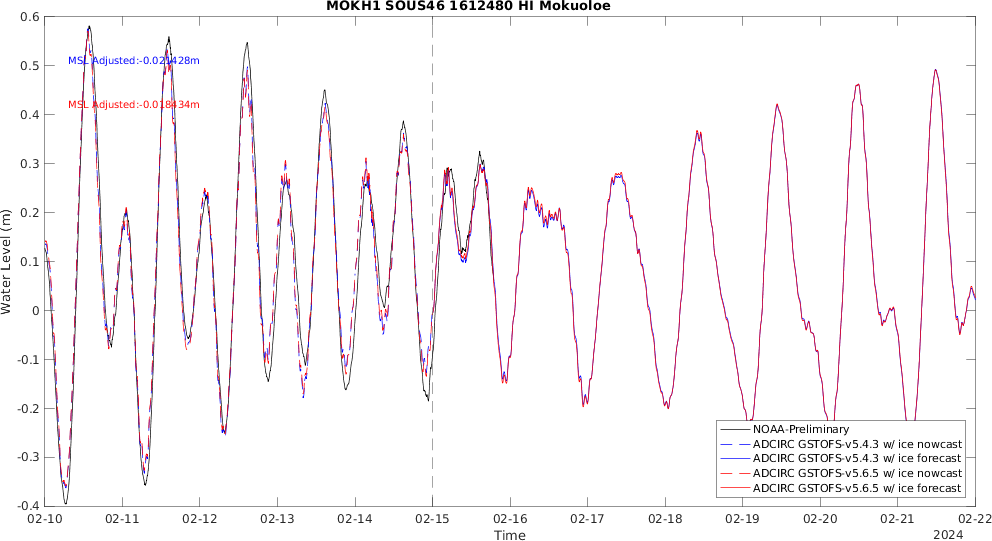 MOKH1 SOUS46 1612480 HI Mokuoloe
0.6
0.5
0.4
0.3
0.2
0.1
0
-0.1
-0.2
-0.3
-0.4
Water Level (m)
MSL Adjusted:-0.021428m
MSL Adjusted:-0.018434m
NOAA-Preliminary
ADCIRC GSTOFS-v5.4.3 w/ ice nowcast
ADCIRC GSTOFS-v5.4.3 w/ ice forecast
ADCIRC GSTOFS-v5.6.5 w/ ice nowcast
ADCIRC GSTOFS-v5.6.5 w/ ice forecast
02-10 02-11 02-12 02-13 02-14 02-15 02-16 02-17 02-18 02-19 02-20 02-21 02-22
Time
2024